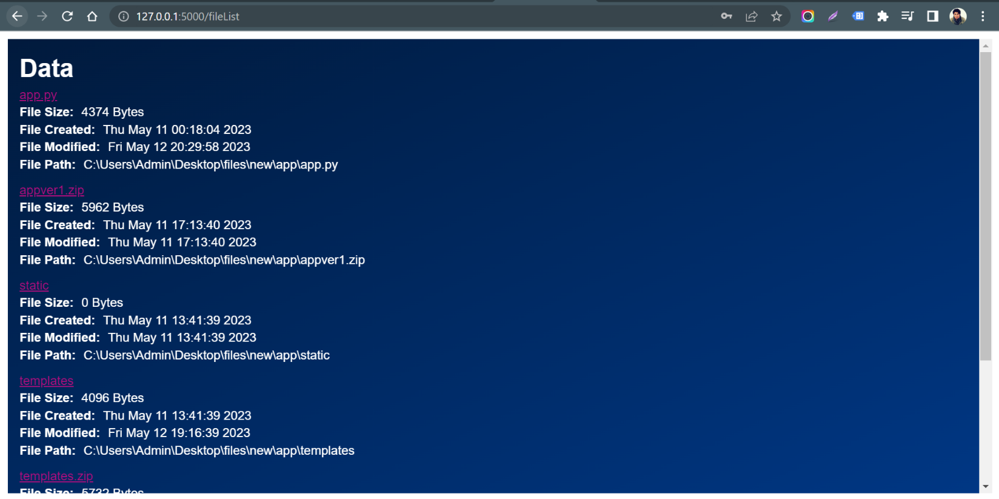 127.0.0.1:5000/fileList
Data
app.py
File Size: 4374 Bytes
File Created: Thu May 11 00:18:04 2023
File Modified: Fri May 12 20:29:58 2023
File Path: C:\Users\Admin\Desktop\files\new\app\app.py
appver1.zip
File Size: 5962 Bytes
File Created: Thu May 11 17:13:40 2023
File Modified: Thu May 11 17:13:40 2023
File Path: C:\Users\Admin\Desktop\files\new\app\appver1.zip
static
File Size: 0 Bytes
File Created: Thu May 11 13:41:39 2023
File Modified: Thu May 11 13:41:39 2023
File Path: C:\Users\Admin\Desktop\files\new\app\static
templates
File Size: 4096 Bytes
File Created: Thu May 11 13:41:39 2023
File Modified: Fri May 12 19:16:39 2023
File Path: C:\Users\Admin\Desktop\files\new\app\templates
templates.zip
File Size: 5732 Bytes